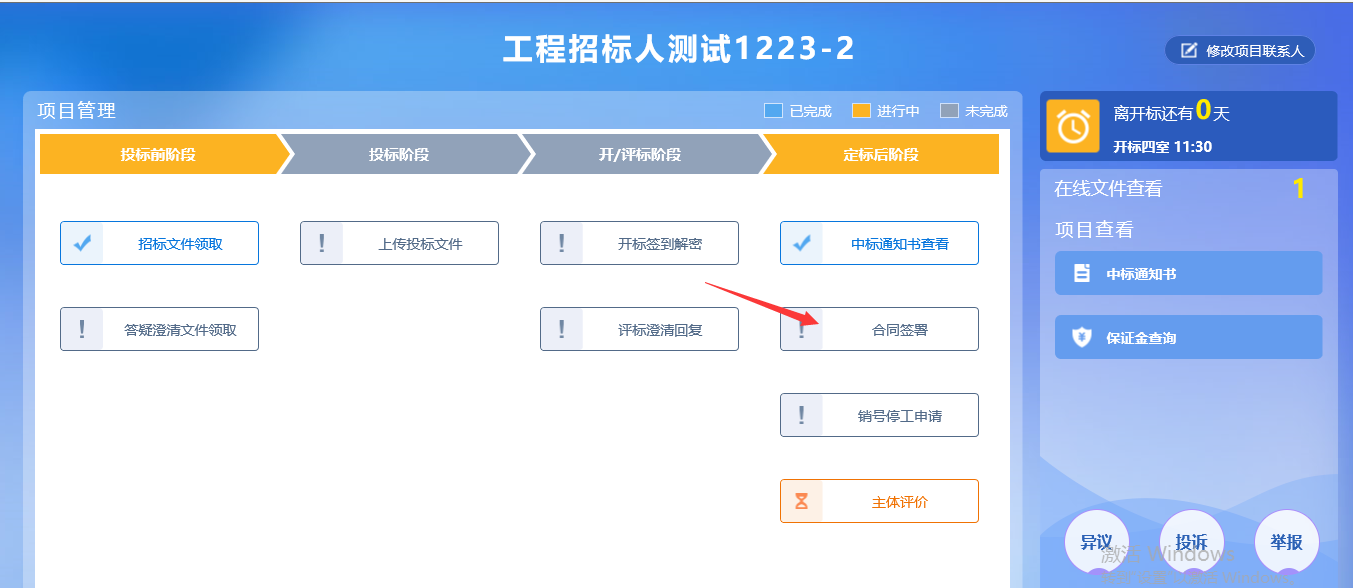 工程招标人测试1223-2
修改项目联系人
项目管理
已完成 进行中 未完成
投标前阶段 投标阶段 开/评标阶段 定标后阶段
招标文件领取 上传投标文件 开标签到解密 中标通知书查看
答疑澄清文件领取 评标澄清回复 合同签署
销号停工申请
主体评价
离开标还有0天
开标四室 11:30
在线文件查看 1
项目查看
中标通知书
保证金查询
异议 投诉 举报
激活 Windows